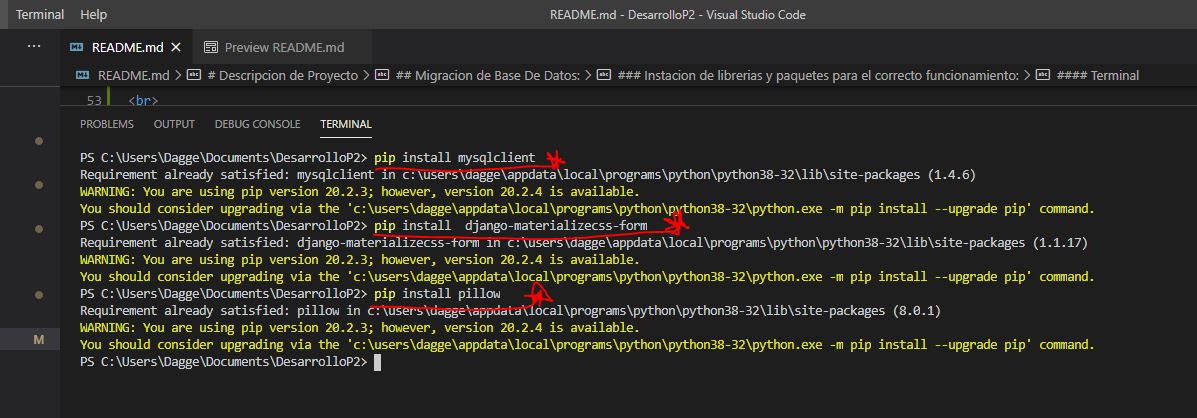 Terminal Help README.md - DesarrolloP2 - Visual Studio Code
··· README.md × Preview README.md
README.md > # Descripcion de Proyecto > ## Migracion de Base De Datos: > ### Instacion de librerias y paquetes para el correcto funcionamiento: > #### Terminal
53 <br>
PROBLEMS OUTPUT DEBUG CONSOLE TERMINAL
PS C:\Users\Dagge\Documents\DesarrolloP2> pip install mysqlclient
Requirement already satisfied: mysqlclient in c:\users\dagge\appdata\local\programs\python\python38-32\lib\site-packages (1.4.6)
WARNING: You are using pip version 20.2.3; however, version 20.2.4 is available.
You should consider upgrading via the 'c:\users\dagge\appdata\local\programs\python\python38-32\python.exe -m pip install --upgrade pip' command.
PS C:\Users\Dagge\Documents\DesarrolloP2> pip install  django-materializecss-form
Requirement already satisfied: django-materializecss-form in c:\users\dagge\appdata\local\programs\python\python38-32\lib\site-packages (1.1.17)
WARNING: You are using pip version 20.2.3; however, version 20.2.4 is available.
You should consider upgrading via the 'c:\users\dagge\appdata\local\programs\python\python38-32\python.exe -m pip install --upgrade pip' command.
PS C:\Users\Dagge\Documents\DesarrolloP2> pip install pillow
Requirement already satisfied: pillow in c:\users\dagge\appdata\local\programs\python\python38-32\lib\site-packages (8.0.1)
WARNING: You are using pip version 20.2.3; however, version 20.2.4 is available.
You should consider upgrading via the 'c:\users\dagge\appdata\local\programs\python\python38-32\python.exe -m pip install --upgrade pip' command.
M PS C:\Users\Dagge\Documents\DesarrolloP2>